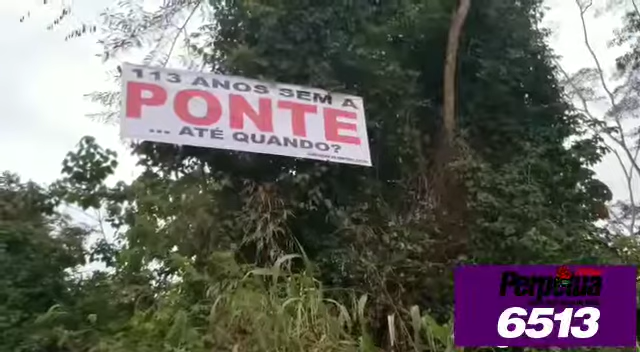 113 ANOS SEM A
PONTE
... ATÉ QUANDO?
Perpétua
6513